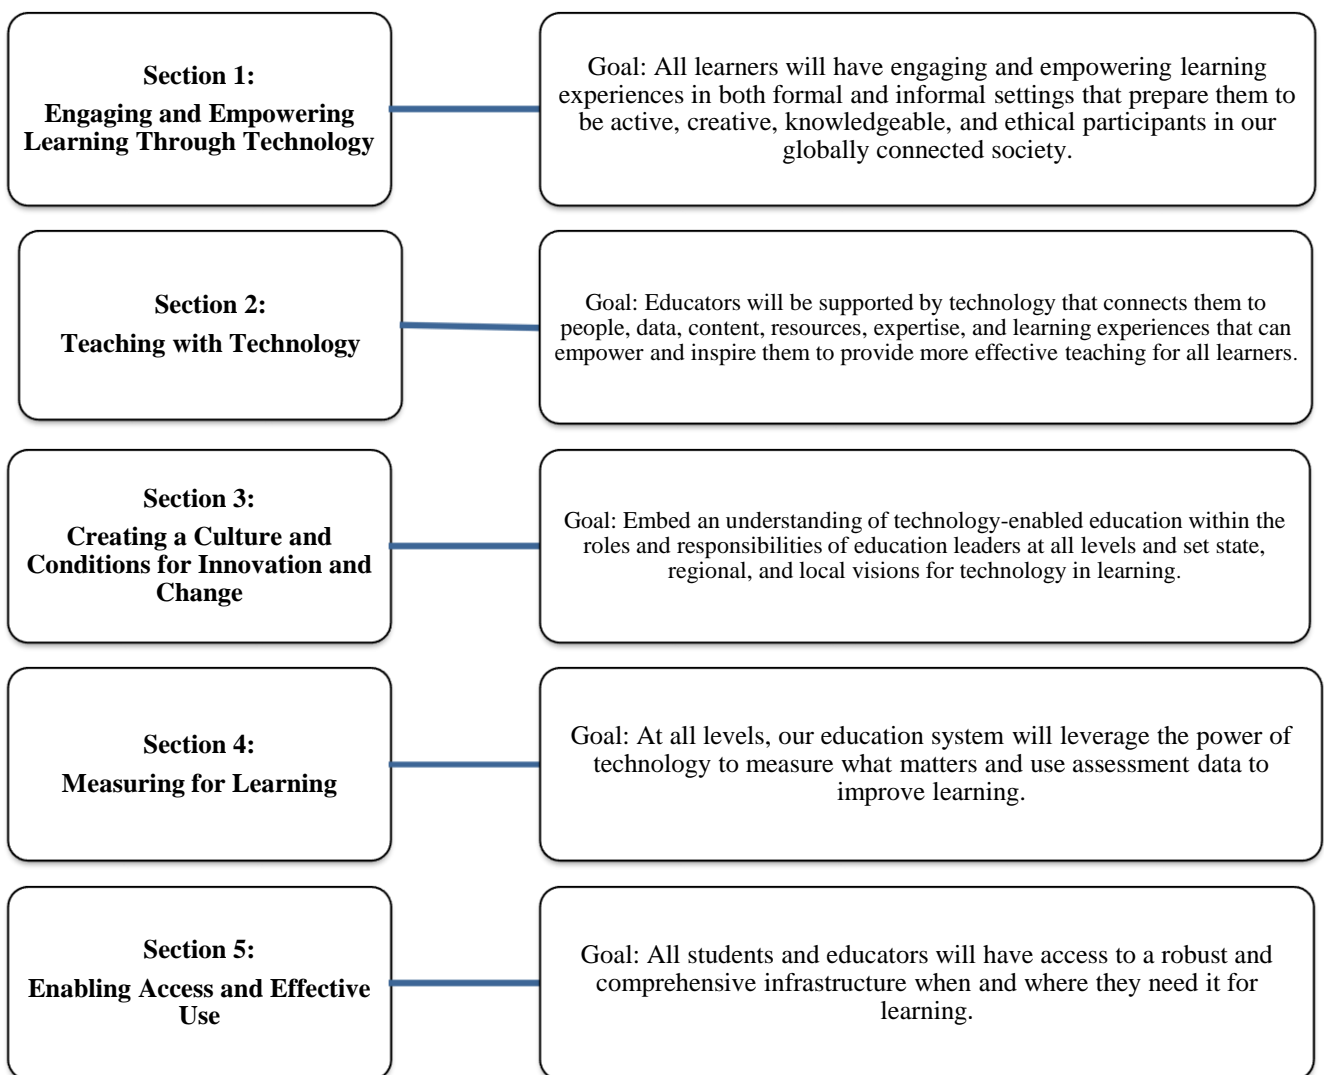 Section 1:
Engaging and Empowering
Learning Through Technology
Goal: All learners will have engaging and empowering learning
experiences in both formal and informal settings that prepare them to
be active, creative, knowledgeable, and ethical participants in our
globally connected society.
Section 2:
Teaching with Technology
Goal: Educators will be supported by technology that connects them to
people, data, content, resources, expertise, and learning experiences that can
empower and inspire them to provide more effective teaching for all learners.
Section 3:
Creating a Culture and
Conditions for Innovation and
Change
Goal: Embed an understanding of technology-enabled education within the
roles and responsibilities of education leaders at all levels and set state,
regional, and local visions for technology in learning.
Section 4:
Measuring for Learning
Goal: At all levels, our education system will leverage the power of
technology to measure what matters and use assessment data to
improve learning.
Section 5:
Enabling Access and Effective
Use
Goal: All students and educators will have access to a robust and
comprehensive infrastructure when and where they need it for
learning.